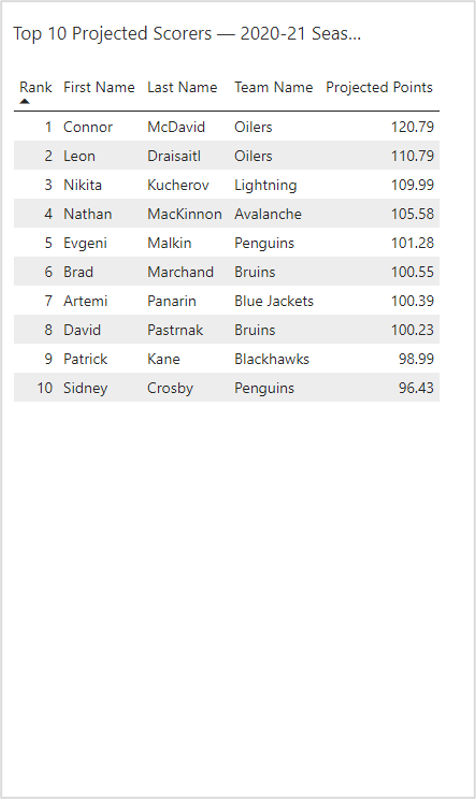 Top 10 Projected Scorers — 2020-21 Seas...
Rank First Name Last Name Team Name Projected Points
1 Connor McDavid Oilers 120.79
2 Leon Draisaitl Oilers 110.79
3 Nikita Kucherov Lightning 109.99
4 Nathan MacKinnon Avalanche 105.58
5 Evgeni Malkin Penguins 101.28
6 Brad Marchand Bruins 100.55
7 Artemi Panarin Blue Jackets 100.39
8 David Pastrnak Bruins 100.23
9 Patrick Kane Blackhawks 98.99
10 Sidney Crosby Penguins 96.43